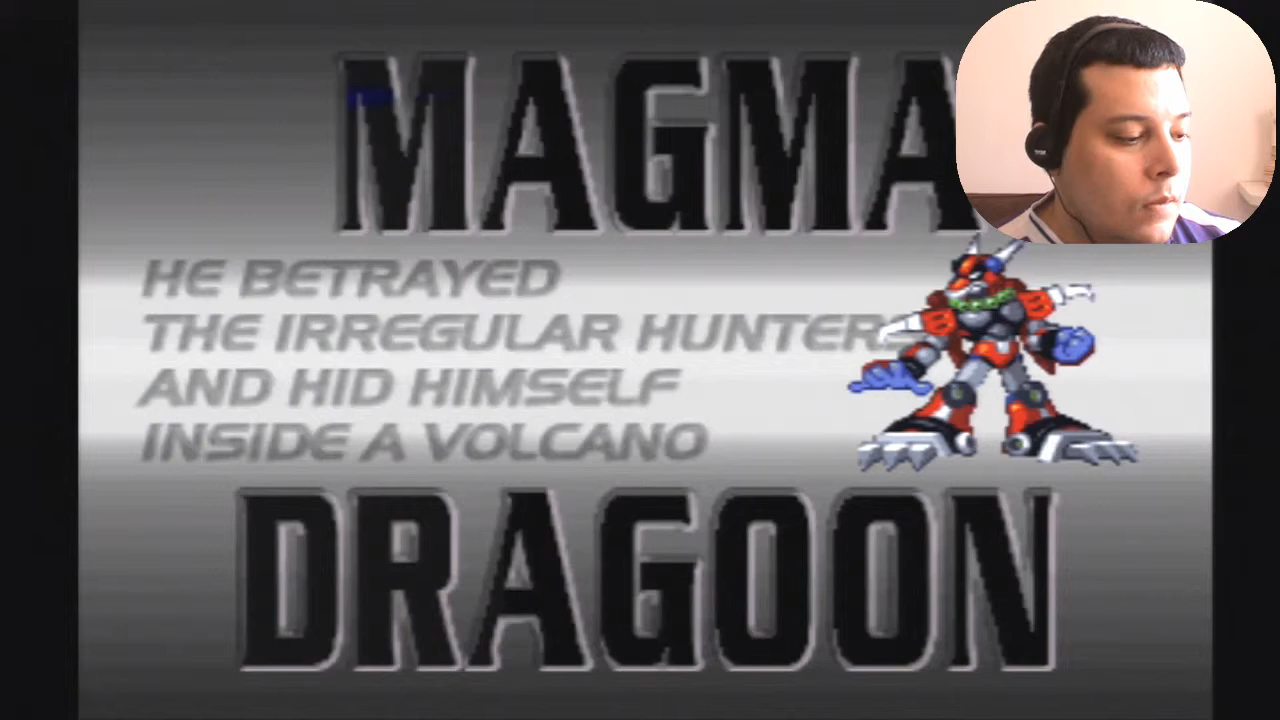 MAGMA
HE BETRAYED
THE IRREGULAR HUNTERS
AND HID HIMSELF
INSIDE A VOLCANO
DRAGOON